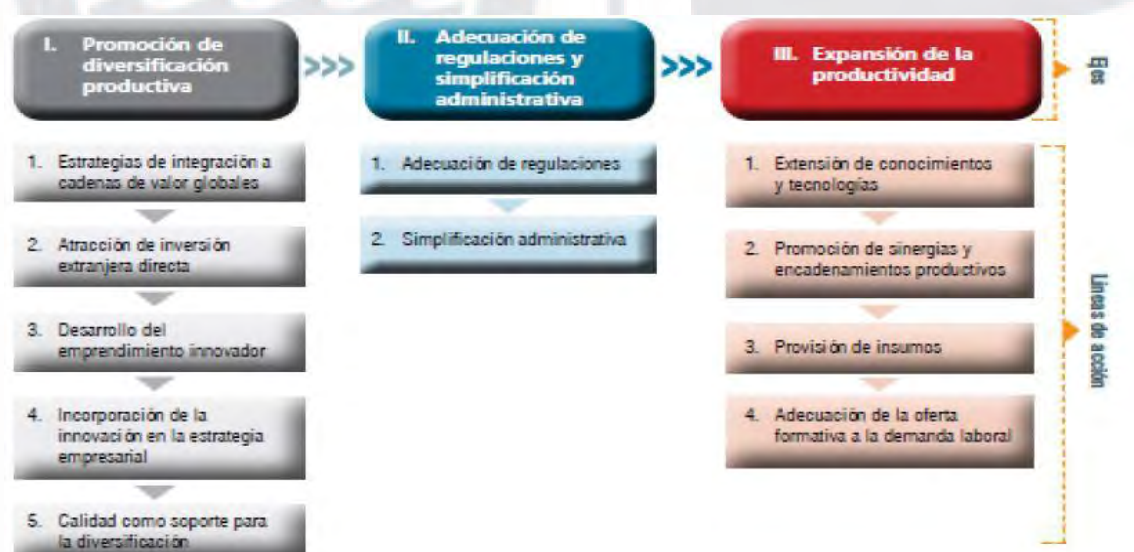 I. Promoción de
diversificación
productiva
>>>
II. Adecuación de
regulaciones y
simplificación
administrativa
>>>
III. Expansión de la
productividad
Ejes
1. Estrategias de integración a
cadenas de valor globales
2. Atracción de inversión
extranjera directa
3. Desarrollo del
emprendimiento innovador
4. Incorporación de la
innovación en la estrategia
empresarial
5. Calidad como soporte para
la diversificación
1. Adecuación de regulaciones
2. Simplificación administrativa
1. Extensión de conocimientos
y tecnologías
2. Promoción de sinergias y
encadenamientos productivos
3. Provisión de insumos
4. Adecuación de la oferta
formativa a la demanda laboral
Líneas de acción